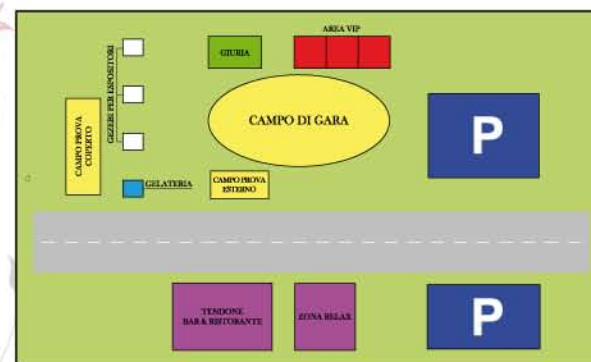 AREA VIP
GIURIA
GEZEBI PER ESPOSITORI
CAMPO PROVA
COPERTO
CAMPO DI GARA
P
GELATERIA
CAMPO PROVA
ESTERNO
TENDONE
BAR & RISTORANTE
ZONA RELAX
P